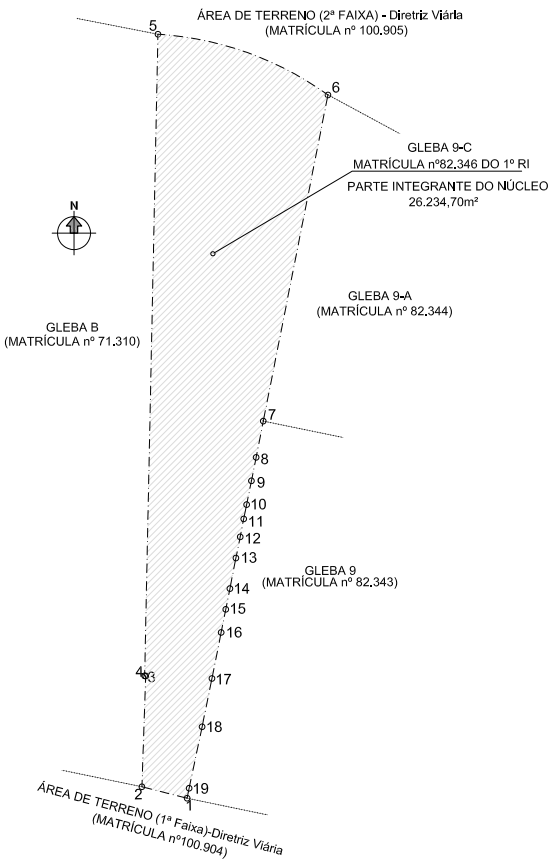 ÁREA DE TERRENO (2ª FAIXA) - Diretriz Viária
(MATRÍCULA nº 100.905)
5
6
GLEBA 9-C
MATRÍCULA nº82.346 DO 1º RI
PARTE INTEGRANTE DO NÚCLEO
26.234,70m²
N
GLEBA 9-A
(MATRÍCULA nº 82.344)
GLEBA B
(MATRÍCULA nº 71.310)
7
8
9
10
11
12
13
GLEBA 9
(MATRÍCULA nº 82.343)
14
15
16
4
3
17
18
19
2
1
ÁREA DE TERRENO (1ª Faixa)-Diretriz Viária
(MATRÍCULA nº100.904)